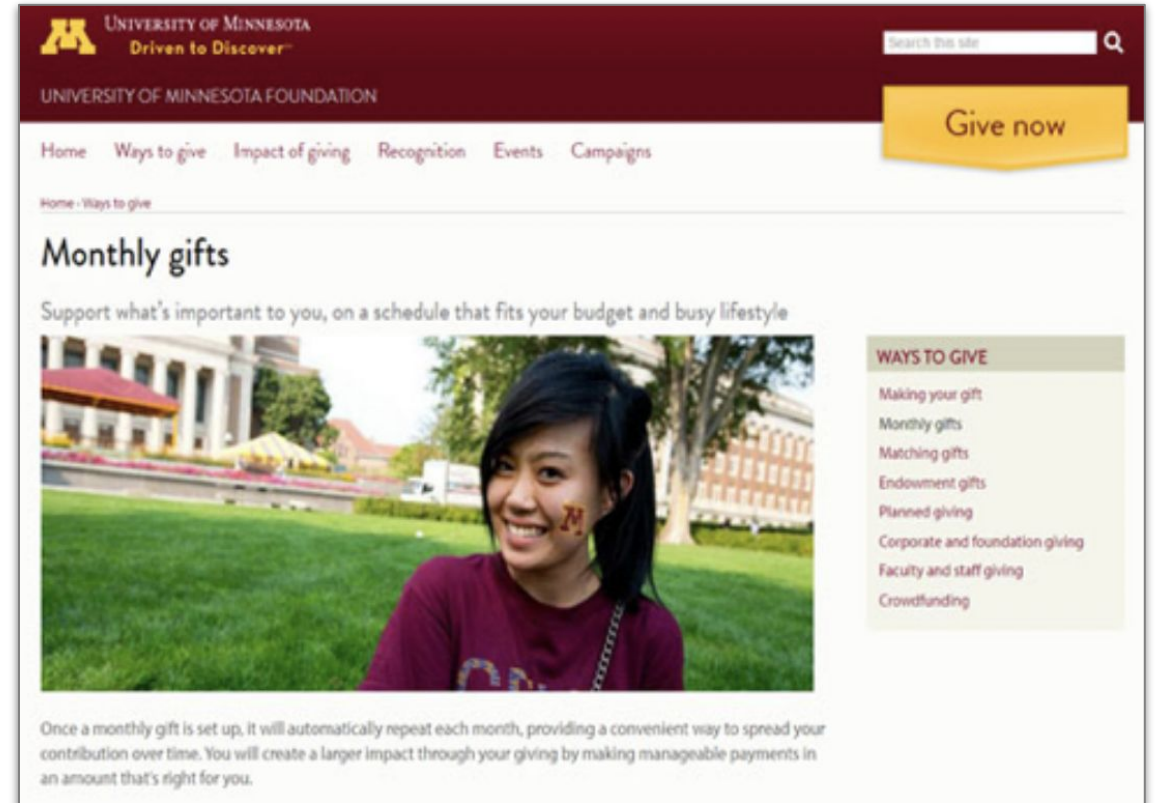 UNIVERSITY OF MINNESOTA
Driven to Discover℠
Search this site
UNIVERSITY OF MINNESOTA FOUNDATION
Give now
Home Ways to give Impact of giving Recognition Events Campaigns
Home › Ways to give
Monthly gifts
Support what's important to you, on a schedule that fits your budget and busy lifestyle
M
WAYS TO GIVE
Making your gift
Monthly gifts
Matching gifts
Endowment gifts
Planned giving
Corporate and foundation giving
Faculty and staff giving
Crowdfunding
Once a monthly gift is set up, it will automatically repeat each month, providing a convenient way to spread your
contribution over time. You will create a larger impact through your giving by making manageable payments in
an amount that's right for you.